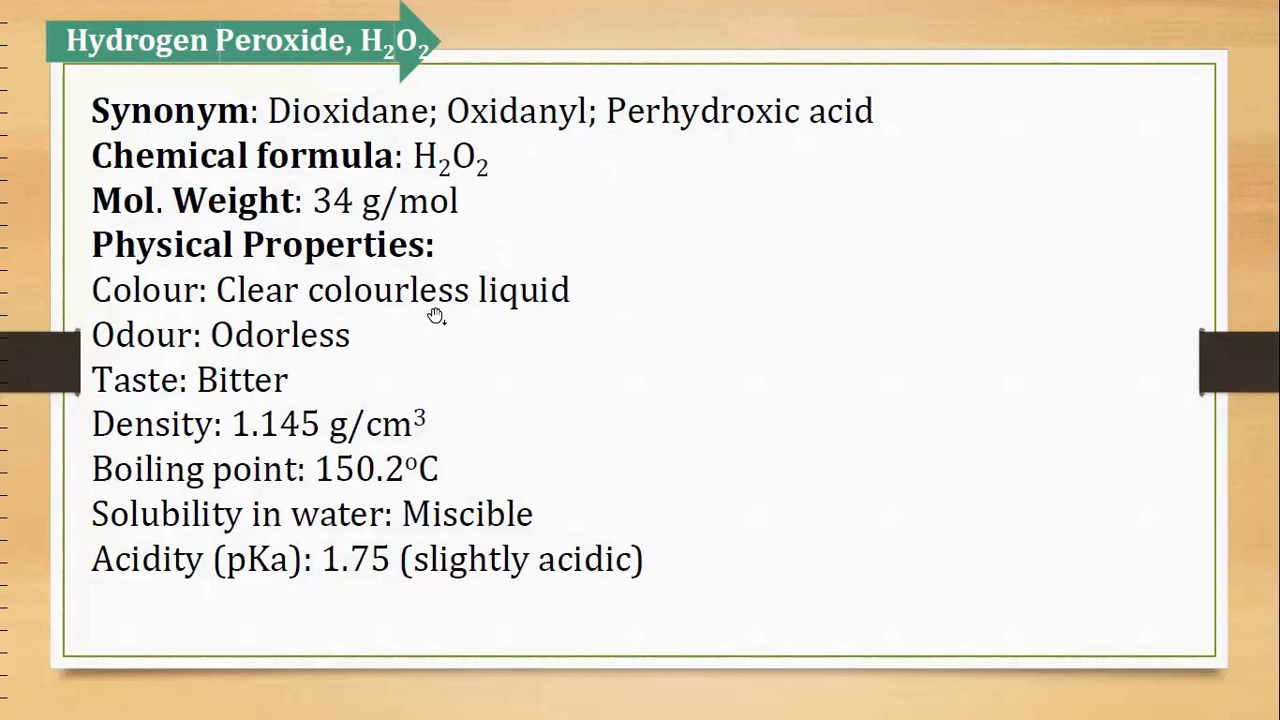 Hydrogen Peroxide, H₂O₂
Synonym: Dioxidane; Oxidanyl; Perhydroxic acid
Chemical formula: H₂O₂
Mol. Weight: 34 g/mol
Physical Properties:
Colour: Clear colourless liquid
Odour: Odorless
Taste: Bitter
Density: 1.145 g/cm³
Boiling point: 150.2ºC
Solubility in water: Miscible
Acidity (pKa): 1.75 (slightly acidic)